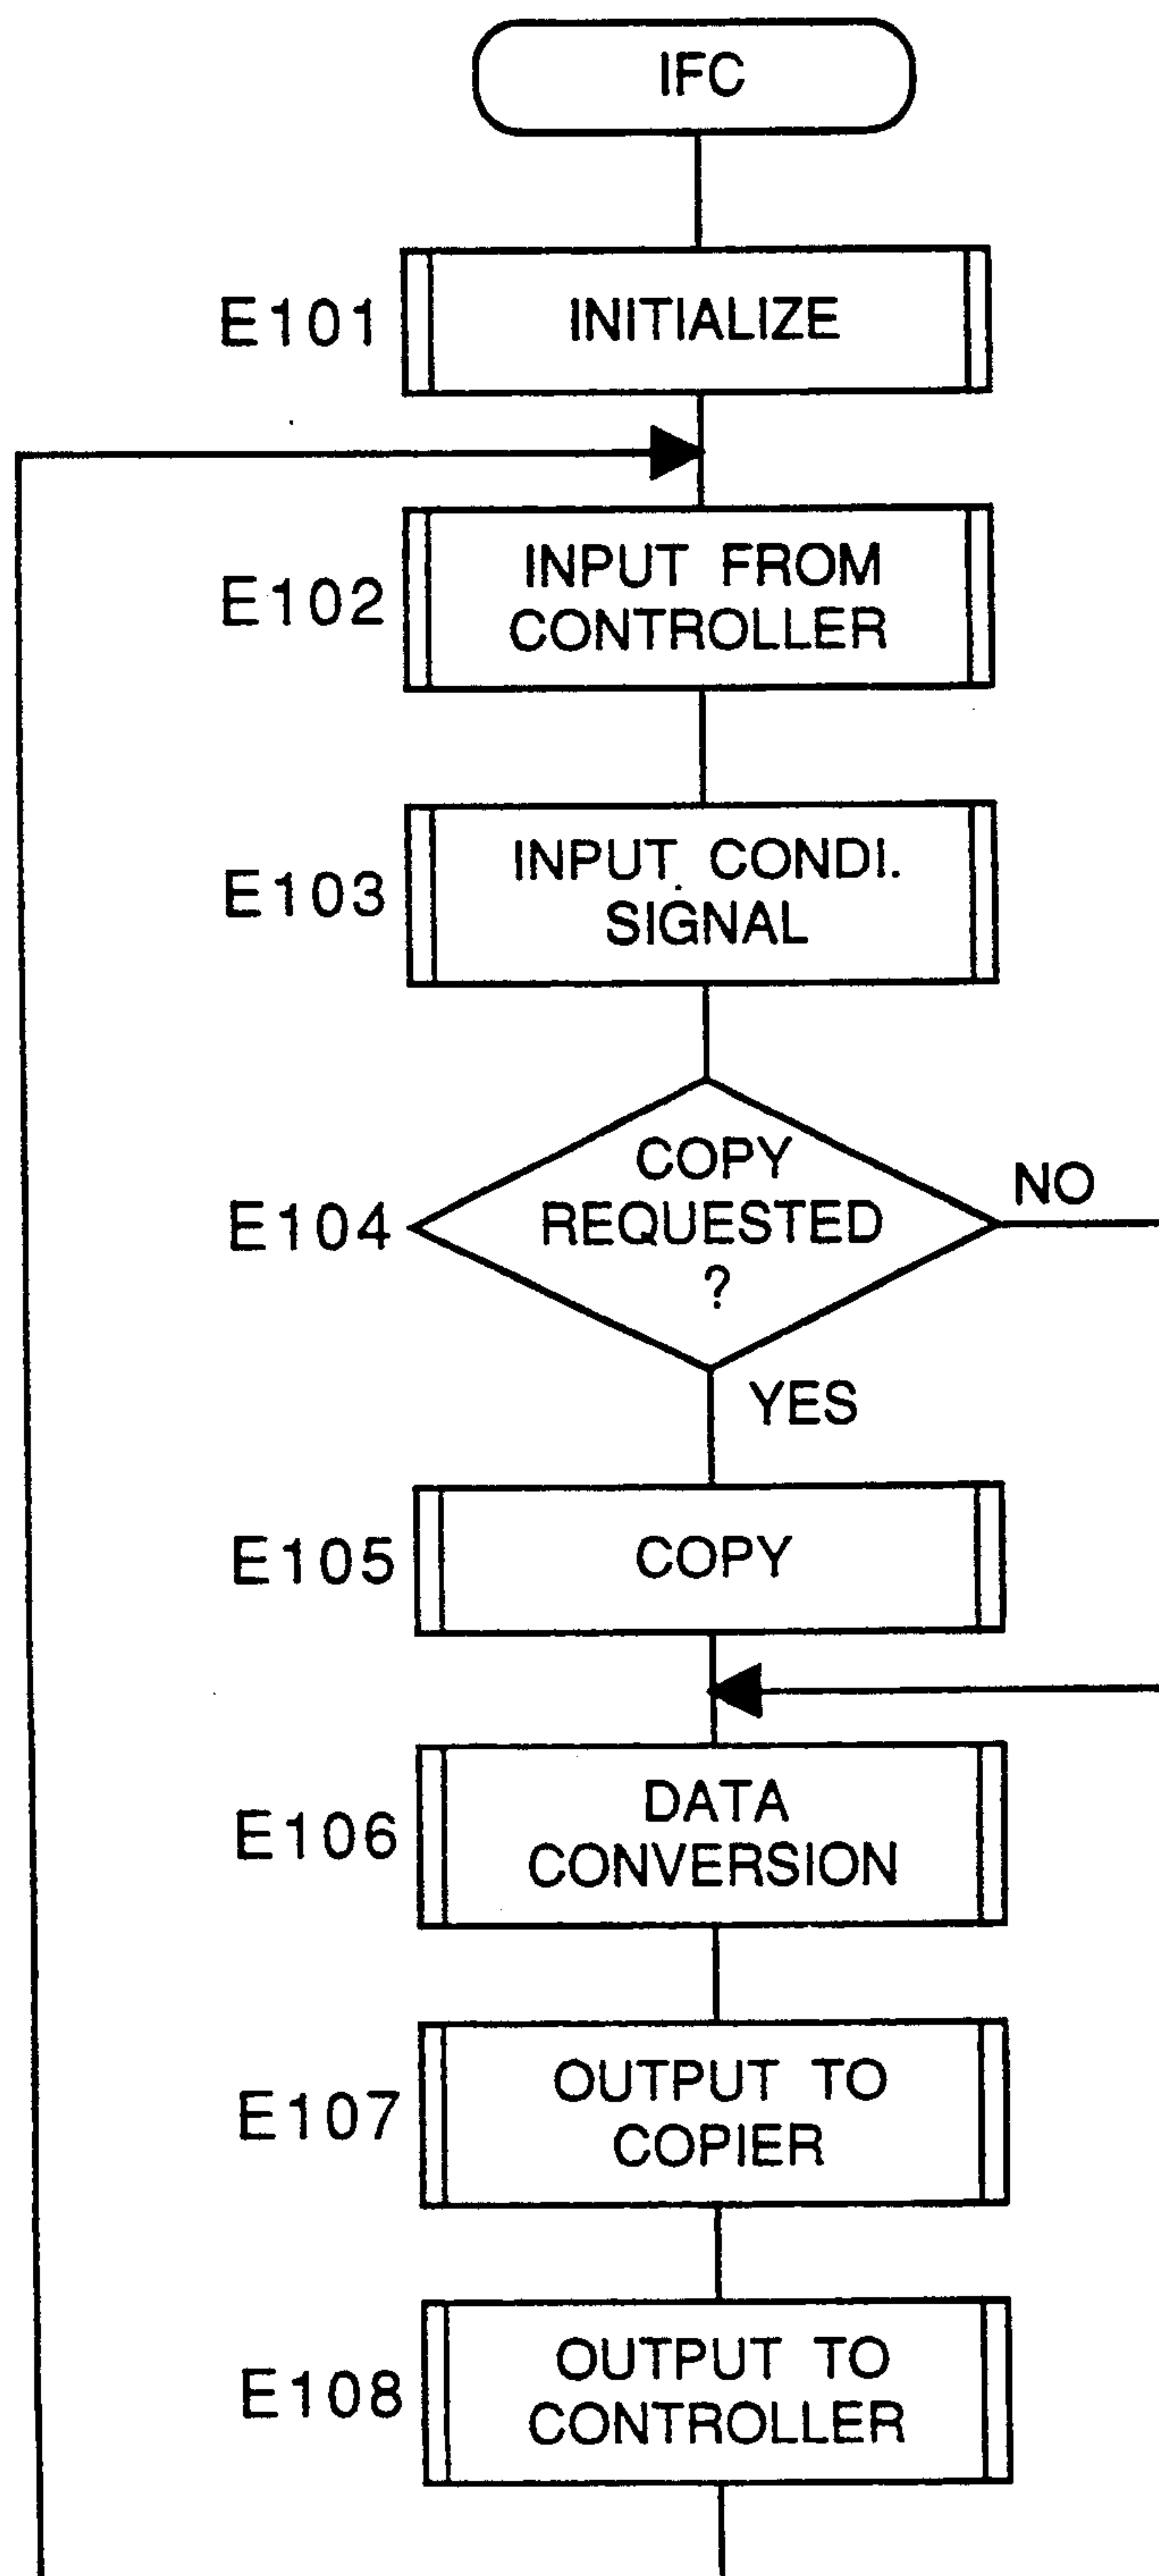 IFC
E101
INITIALIZE
E102
INPUT FROM
CONTROLLER
E103
INPUT CONDI.
SIGNAL
E104
COPY
REQUESTED
?
NO
YES
E105
COPY
E106
DATA
CONVERSION
E107
OUTPUT TO
COPIER
E108
OUTPUT TO
CONTROLLER